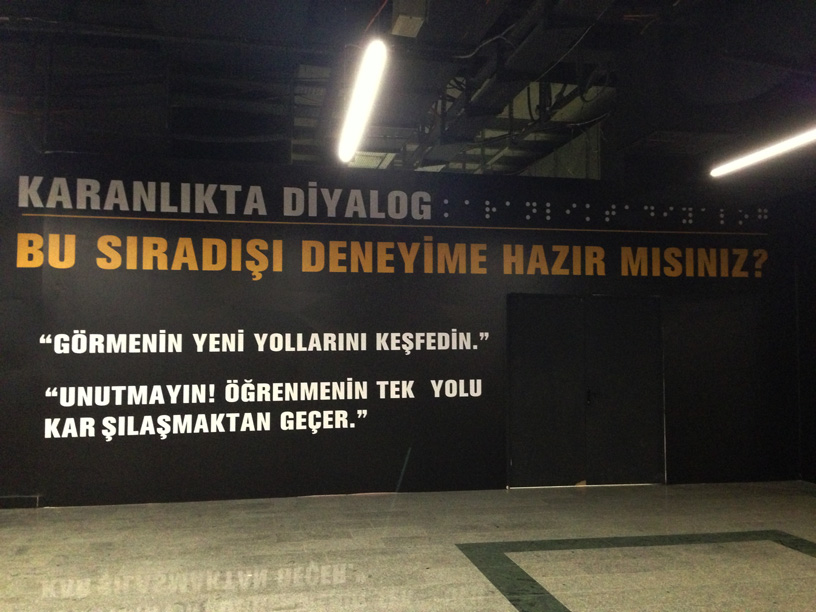 KARANLIKTA DİYALOG ⠅⠁⠗⠁⠝⠇⠊⠅⠞⠁⠙⠊⠽⠁⠇⠕⠛
BU SIRADIŞI DENEYİME HAZIR MISINIZ?
“GÖRMENİN YENİ YOLLARINI KEŞFEDİN.”
“UNUTMAYIN! ÖĞRENMENİN TEK YOLU
KAR ŞILAŞMAKTAN GEÇER.”